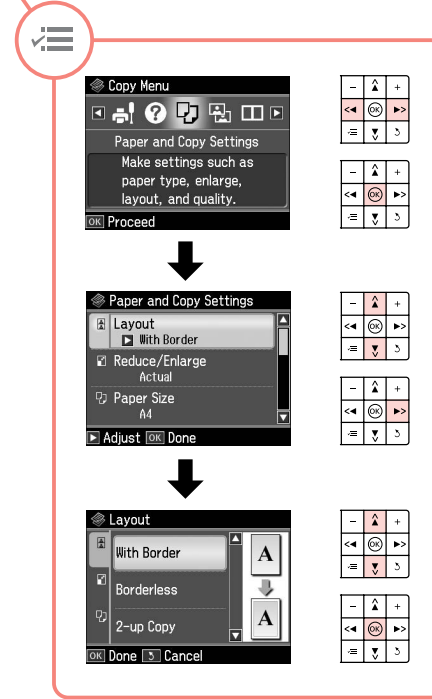 Copy Menu
Paper and Copy Settings
Make settings such as
paper type, enlarge,
layout, and quality.
OK Proceed
- +
OK
- +
OK
Paper and Copy Settings
Layout
With Border
Reduce/Enlarge
Actual
Paper Size
A4
Adjust OK Done
- +
OK
- +
OK
Layout
With Border
Borderless
2-up Copy
A
A
OK Done Cancel
- +
OK
- +
OK